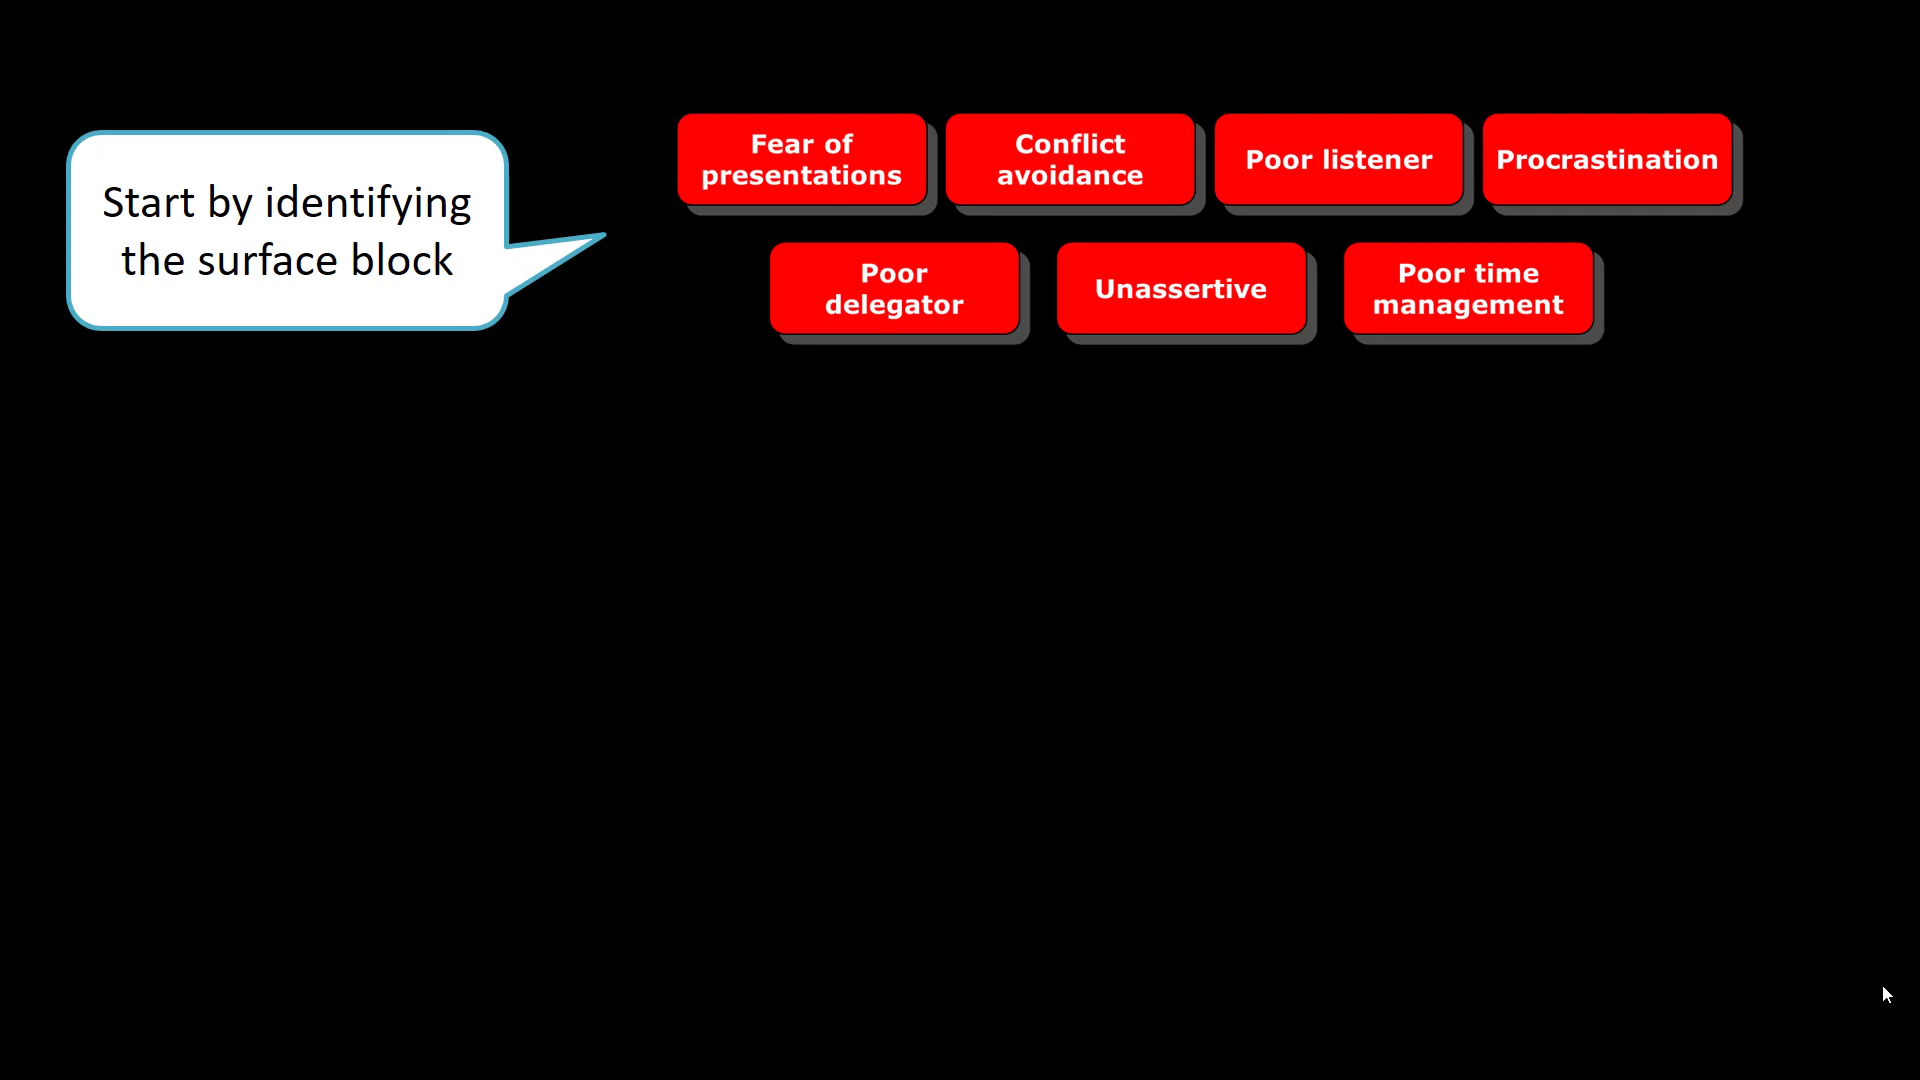 Start by identifying
the surface block
Fear of
presentations
Conflict
avoidance
Poor listener
Procrastination
Poor
delegator
Unassertive
Poor time
management